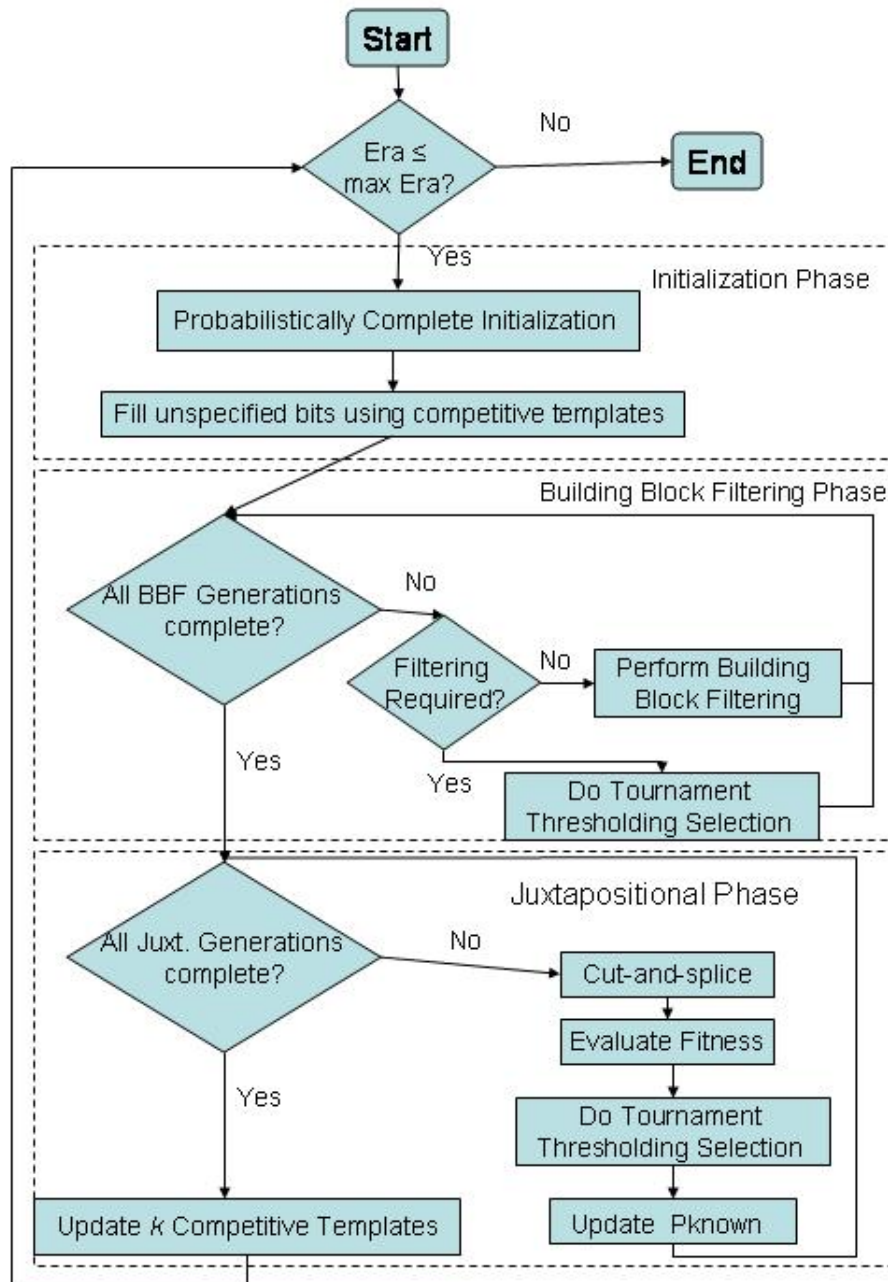 Start
No
Era ≤
max Era?
End
Yes
Initialization Phase
Probabilistically Complete Initialization
Fill unspecified bits using competitive templates
Building Block Filtering Phase
All BBF Generations
complete?
No
Filtering
Required?
No
Perform Building
Block Filtering
Yes
Yes
Do Tournament
Thresholding Selection
Juxtapositional Phase
All Juxt. Generations
complete?
No
Cut-and-splice
Evaluate Fitness
Yes
Do Tournament
Thresholding Selection
Update k Competitive Templates
Update Pknown